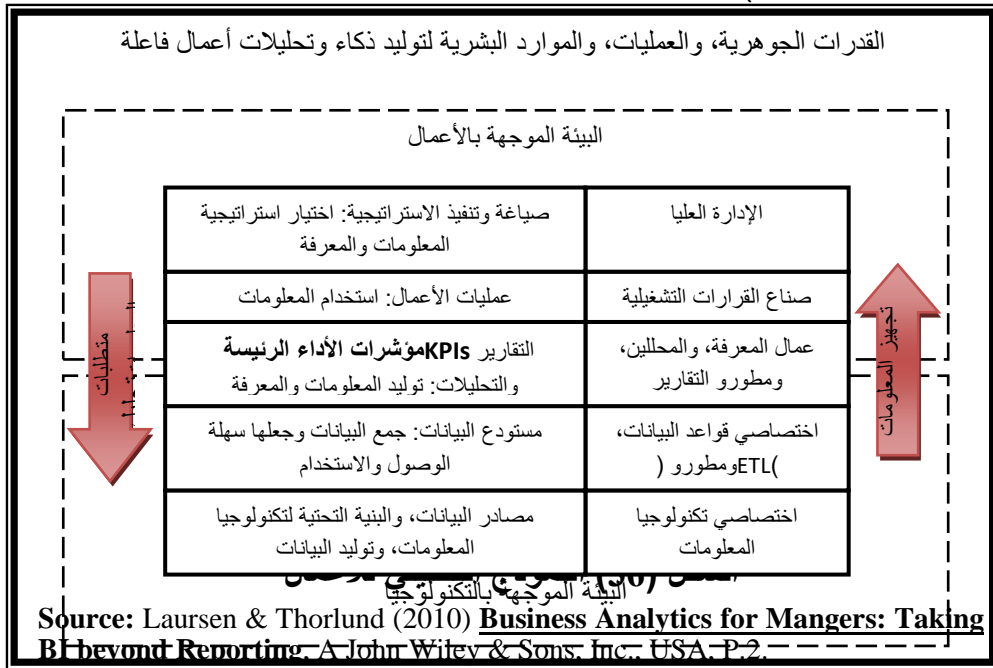 القدرات الجوهرية، والعمليات، والموارد البشرية لتوليد ذكاء وتحليلات أعمال فاعلة
البيئة الموجهة بالأعمال
الإدارة العليا
صياغة وتنفيذ الاستراتيجية: اختيار استراتيجية
المعلومات والمعرفة
صناع القرارات التشغيلية
عمليات الأعمال: استخدام المعلومات
عمال المعرفة، والمحللين،
ومطورو التقارير
التقارير KPIsمؤشرات الأداء الرئيسة
والتحليلات: توليد المعلومات والمعرفة
اختصاصي قواعد البيانات،
)ETLومطورو (
مستودع البيانات: جمع البيانات وجعلها سهلة
الوصول والاستخدام
اختصاصي تكنولوجيا
المعلومات
مصادر البيانات، والبنية التحتية لتكنولوجيا
المعلومات، وتوليد البيانات
تجهيز المعلومات
متطلبات
البيئة الموجهة بالتكنولوجيا
Source: Laursen & Thorlund (2010) Business Analytics for Mangers: Taking
BI beyond Reporting, A John Wiley & Sons, Inc., USA, P.2.